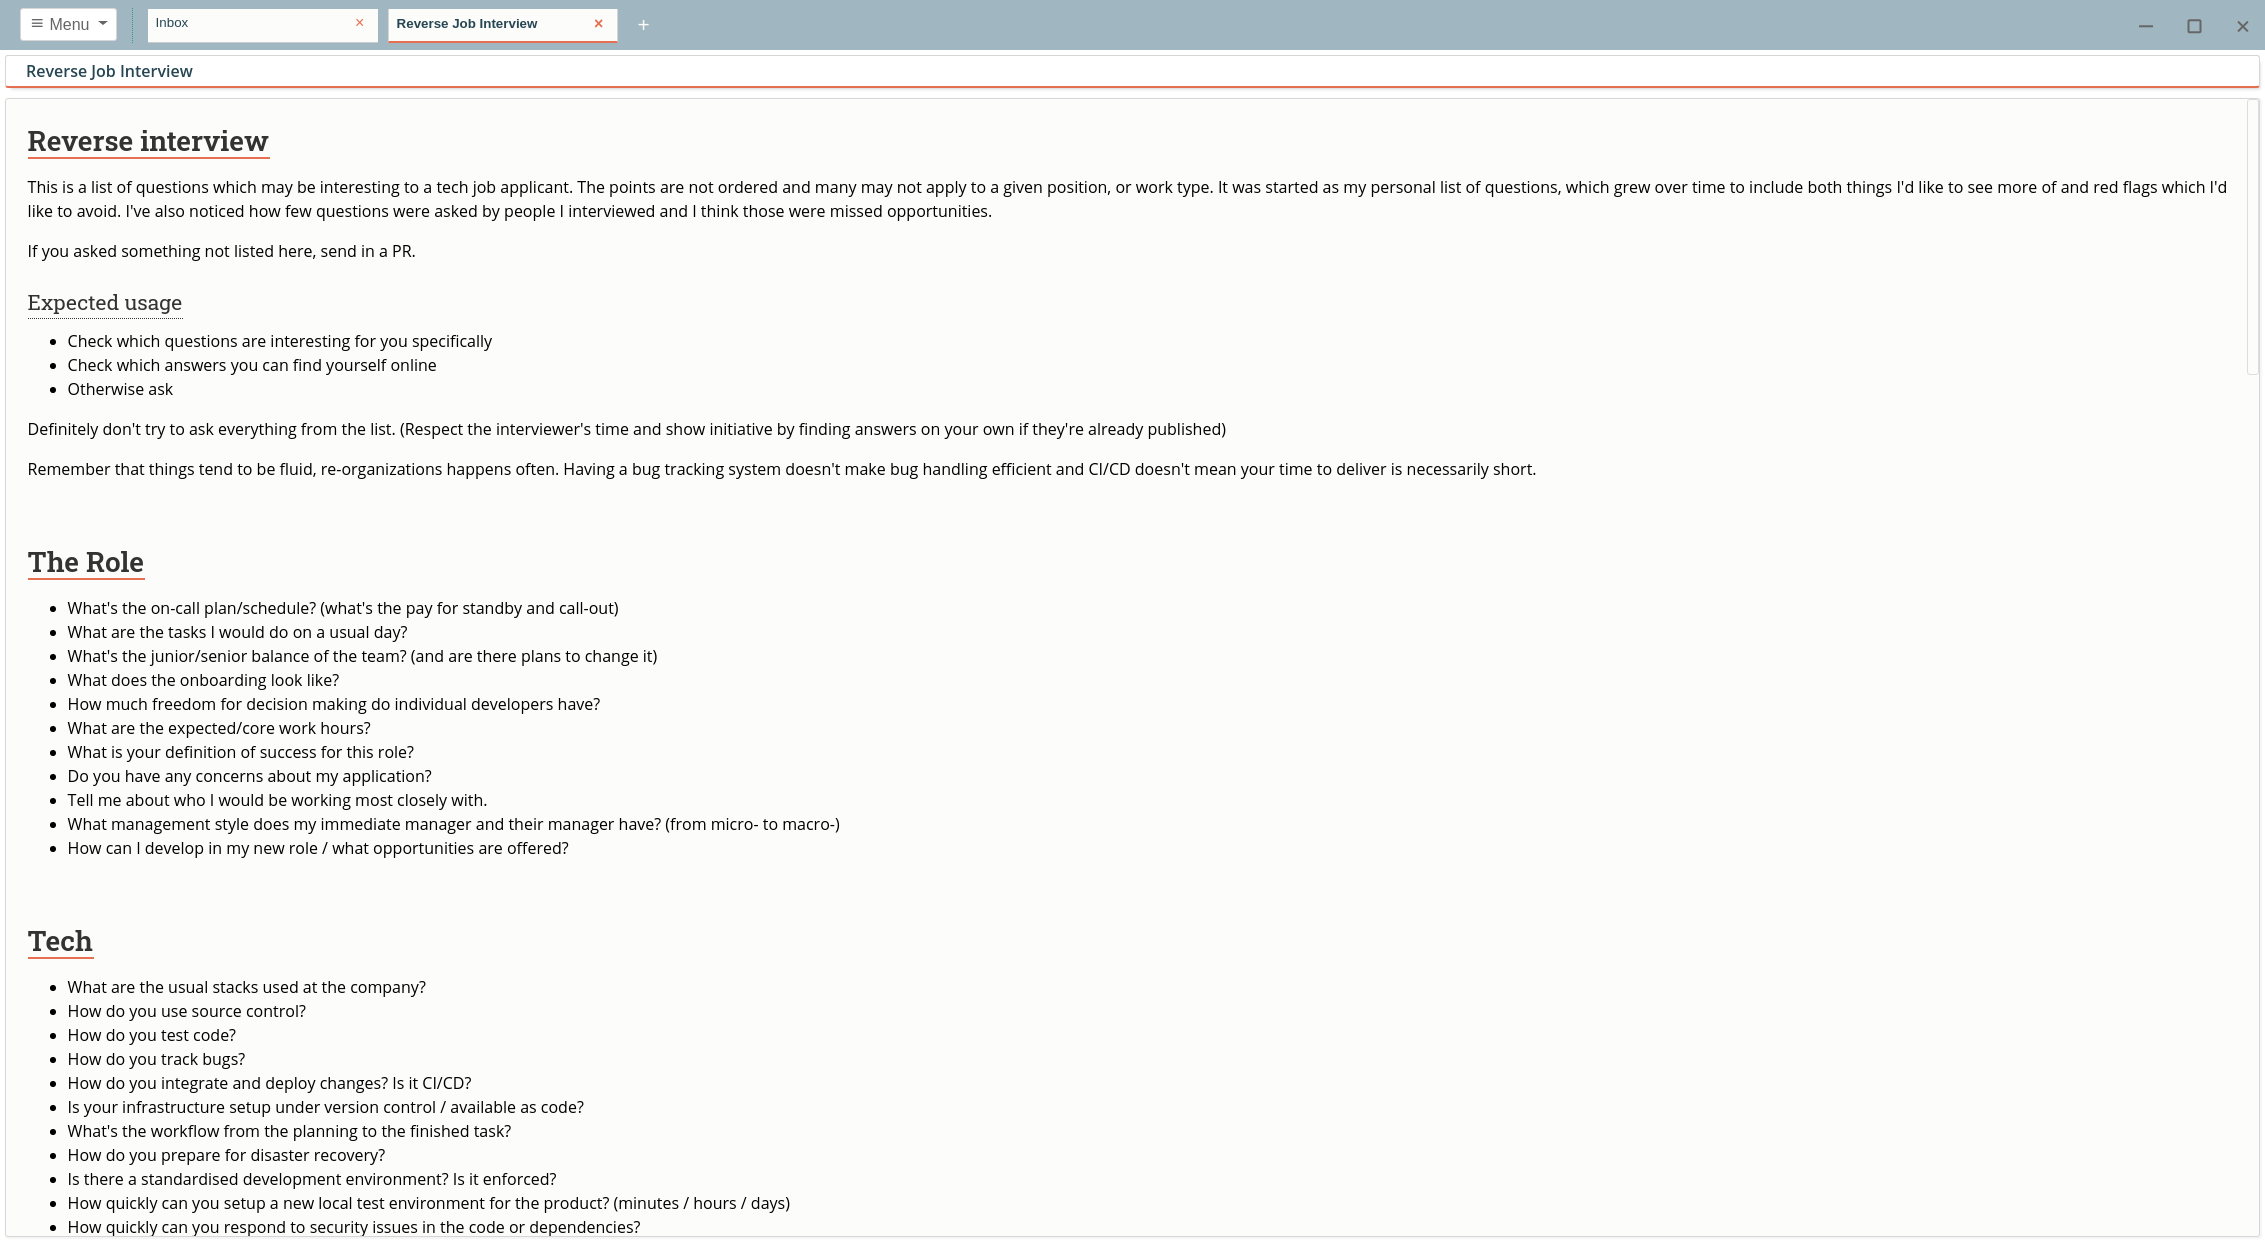 Menu
Inbox
Reverse Job Interview
Reverse Job Interview
Reverse interview
This is a list of questions which may be interesting to a tech job applicant. The points are not ordered and many may not apply to a given position, or work type. It was started as my personal list of questions, which grew over time to include both things I'd like to see more of and red flags which I'd
like to avoid. I've also noticed how few questions were asked by people I interviewed and I think those were missed opportunities.
If you asked something not listed here, send in a PR.
Expected usage
Check which questions are interesting for you specifically
Check which answers you can find yourself online
Otherwise ask
Definitely don't try to ask everything from the list. (Respect the interviewer's time and show initiative by finding answers on your own if they're already published)
Remember that things tend to be fluid, re-organizations happens often. Having a bug tracking system doesn't make bug handling efficient and CI/CD doesn't mean your time to deliver is necessarily short.
The Role
What's the on-call plan/schedule? (what's the pay for standby and call-out)
What are the tasks I would do on a usual day?
What's the junior/senior balance of the team? (and are there plans to change it)
What does the onboarding look like?
How much freedom for decision making do individual developers have?
What are the expected/core work hours?
What is your definition of success for this role?
Do you have any concerns about my application?
Tell me about who I would be working most closely with.
What management style does my immediate manager and their manager have? (from micro- to macro-)
How can I develop in my new role / what opportunities are offered?
Tech
What are the usual stacks used at the company?
How do you use source control?
How do you test code?
How do you track bugs?
How do you integrate and deploy changes? Is it CI/CD?
Is your infrastructure setup under version control / available as code?
What's the workflow from the planning to the finished task?
How do you prepare for disaster recovery?
Is there a standardised development environment? Is it enforced?
How quickly can you setup a new local test environment for the product? (minutes / hours / days)
How quickly can you respond to security issues in the code or dependencies?